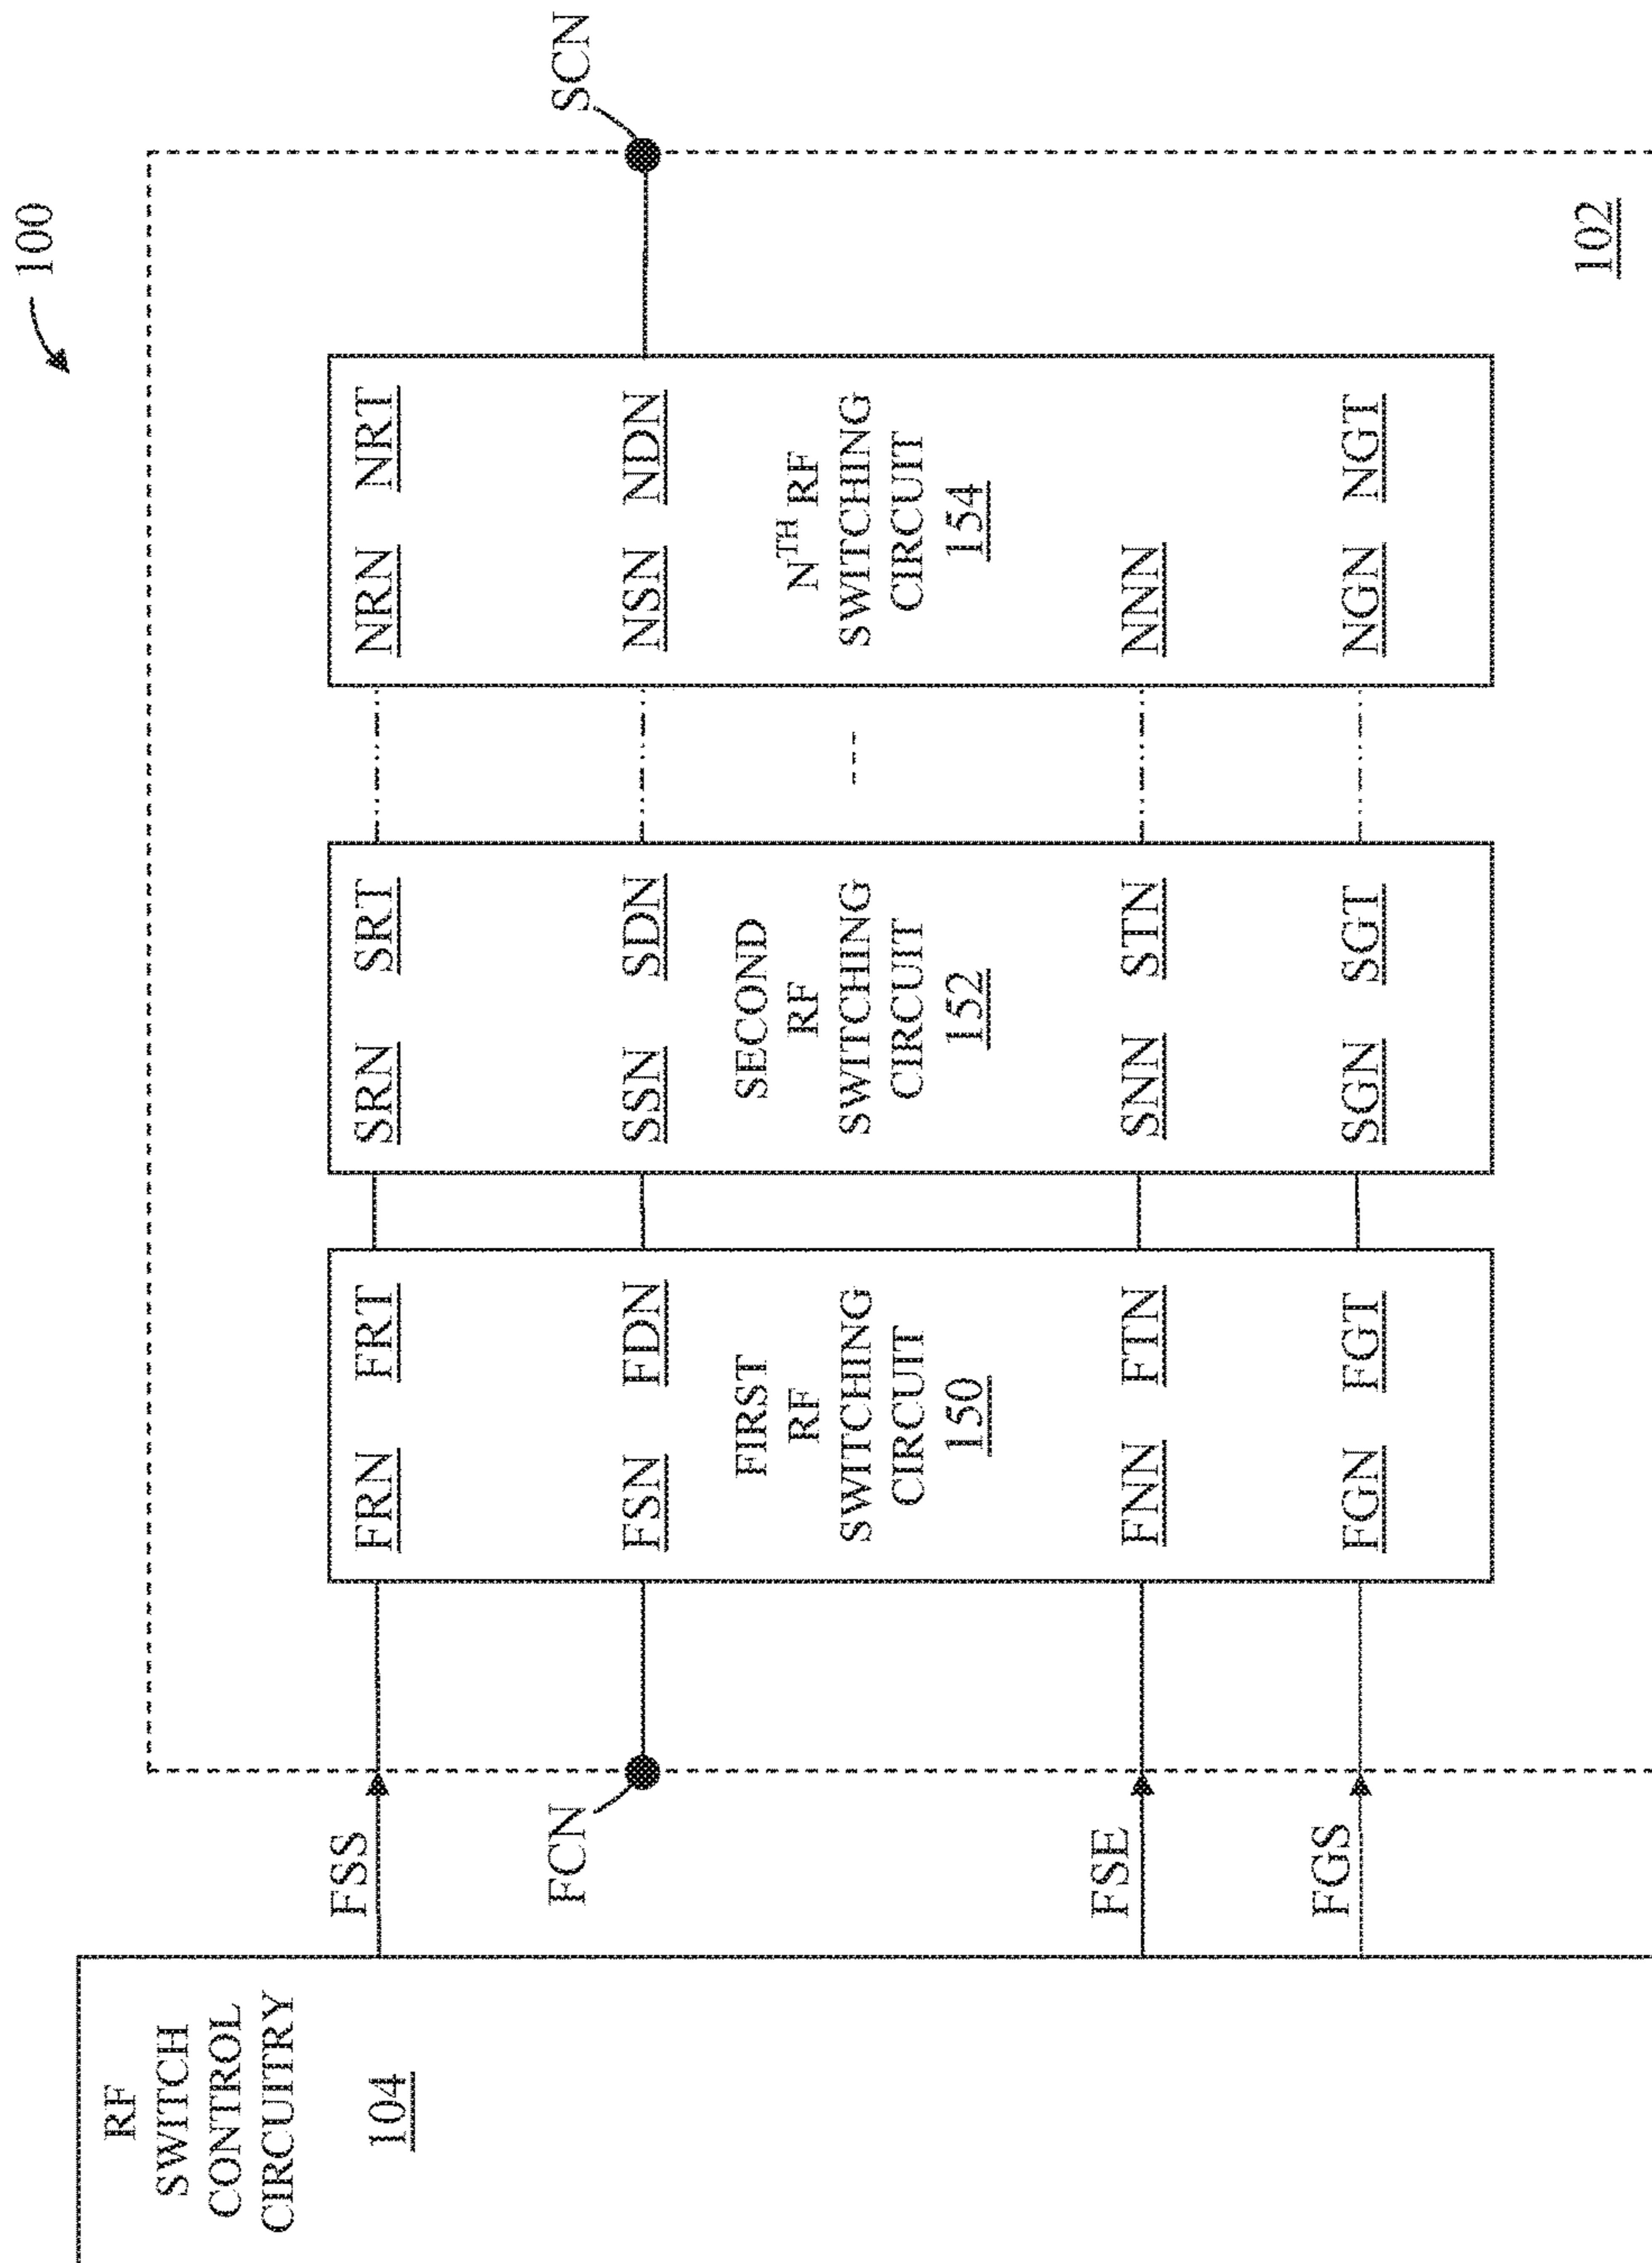 100
RF
SWITCH
CONTROL
CIRCUITRY
104
FSS
FCN
FSE
FGS
FRN FRT
FSN FDN
FIRST
RF
SWITCHING
CIRCUIT
150
FNN FTN
FGN FGT
SRN SRT
SSN SDN
SECOND
RF
SWITCHING
CIRCUIT
152
SNN STN
SGN SGT
NRN NRT
NSN NDN
N^TH RF
SWITCHING
CIRCUIT
154
NNN
NGN NGT
SCN
102